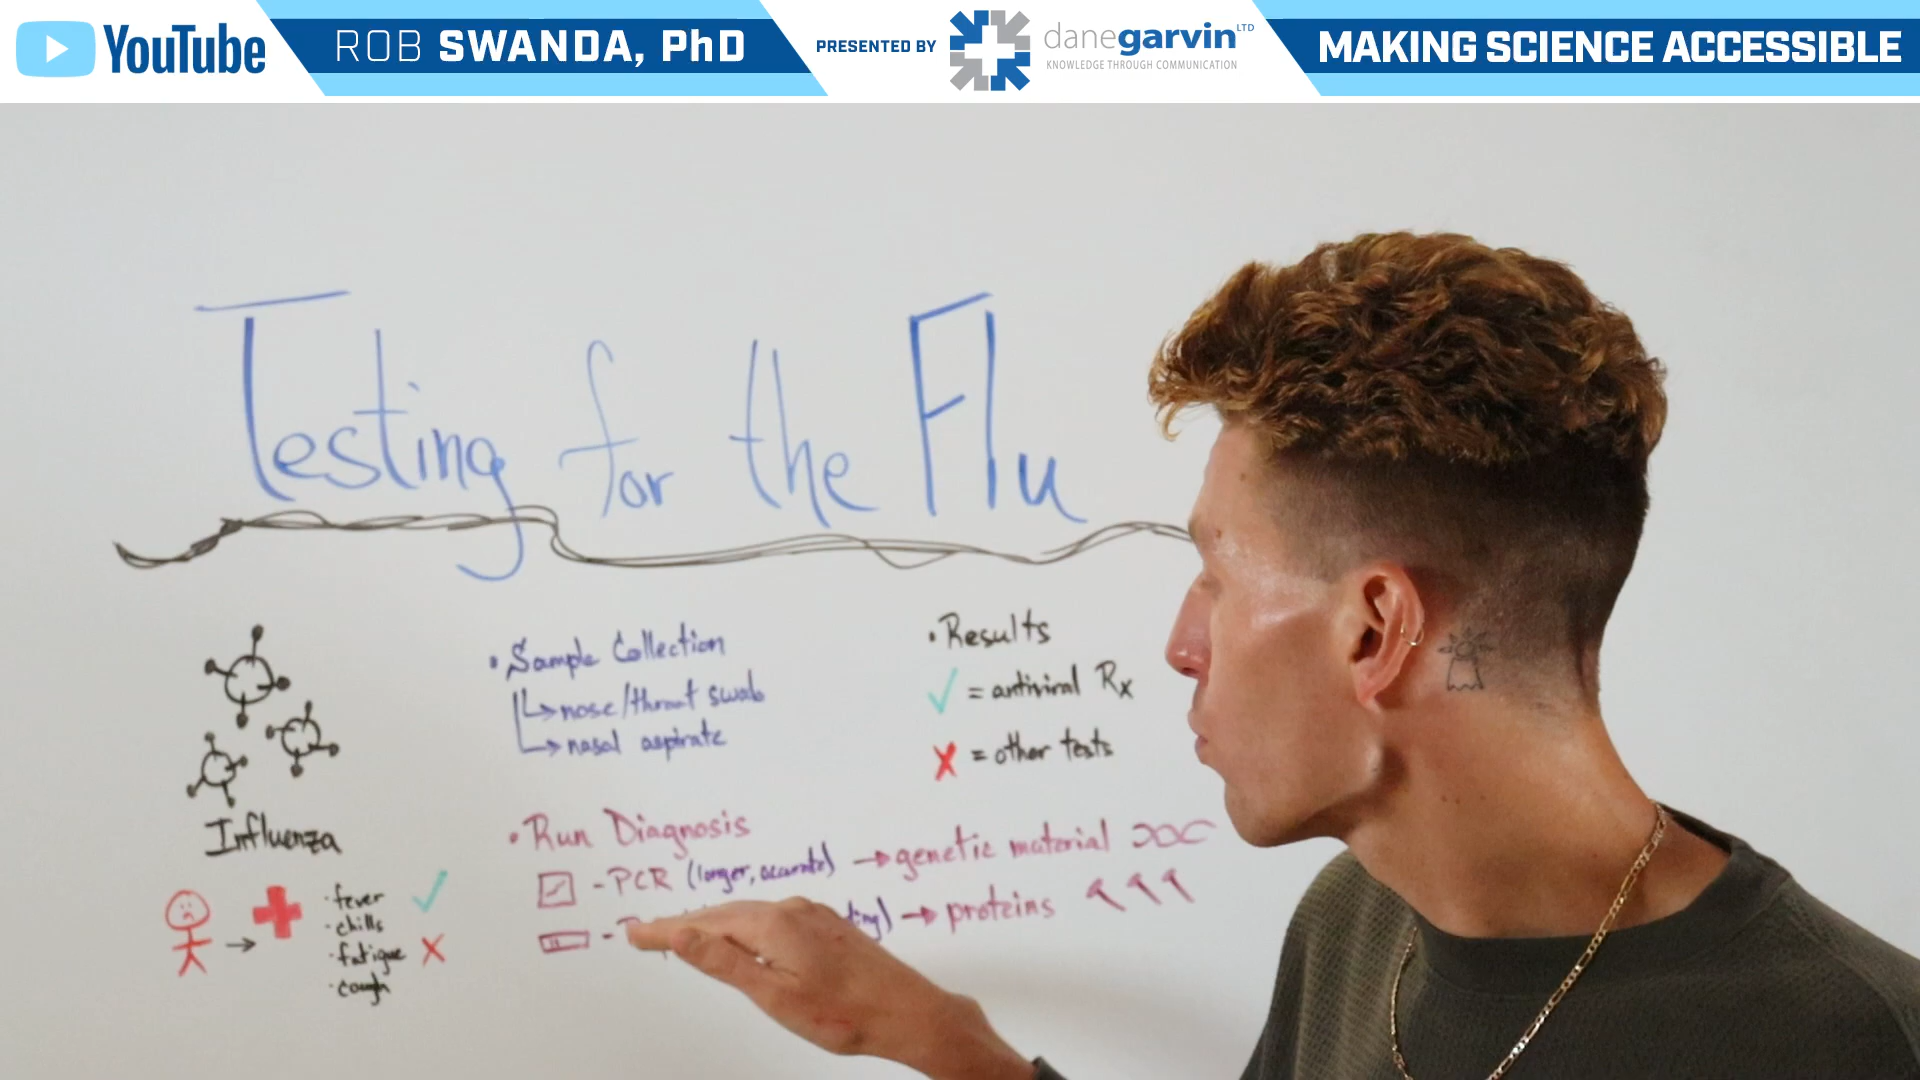 YouTube
ROB SWANDA, PhD
PRESENTED BY
danegarvin LTD
KNOWLEDGE THROUGH COMMUNICATION
MAKING SCIENCE ACCESSIBLE
Testing for the Flu
Influenza
· fever
· chills
· fatigue
· cough
• Sample Collection
nose/throat swab
nasal aspirate
• Run Diagnosis
- PCR (longer, accurate) → genetic material
→ proteins
• Results
✓ = antiviral Rx
✗ = other tests